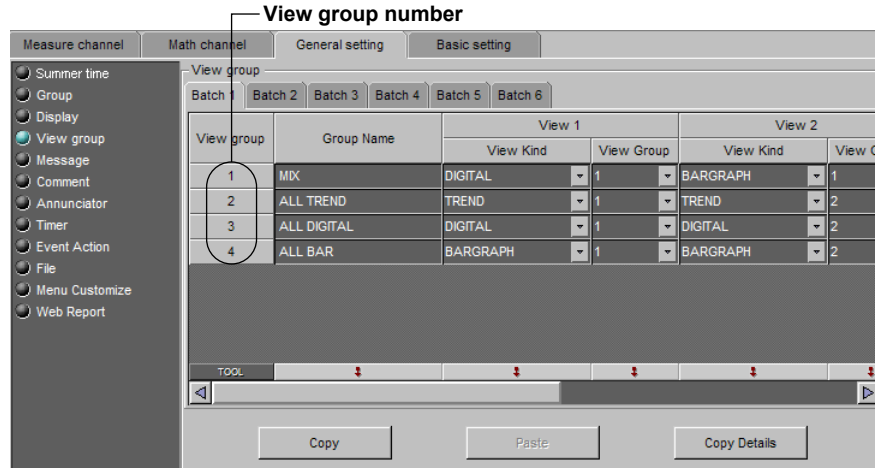 View group number
Measure channel Math channel General setting Basic setting
Summer time
Group
Display
View group
Message
Comment
Annunciator
Timer
Event Action
File
Menu Customize
Web Report
View group
Batch 1 Batch 2 Batch 3 Batch 4 Batch 5 Batch 6
View group Group Name View 1 View 2
View Kind View Group View Kind View G
1 MIX DIGITAL 1 BARGRAPH 1
2 ALL TREND TREND 1 TREND 2
3 ALL DIGITAL DIGITAL 1 DIGITAL 2
4 ALL BAR BARGRAPH 1 BARGRAPH 2
TOOL
Copy Paste Copy Details